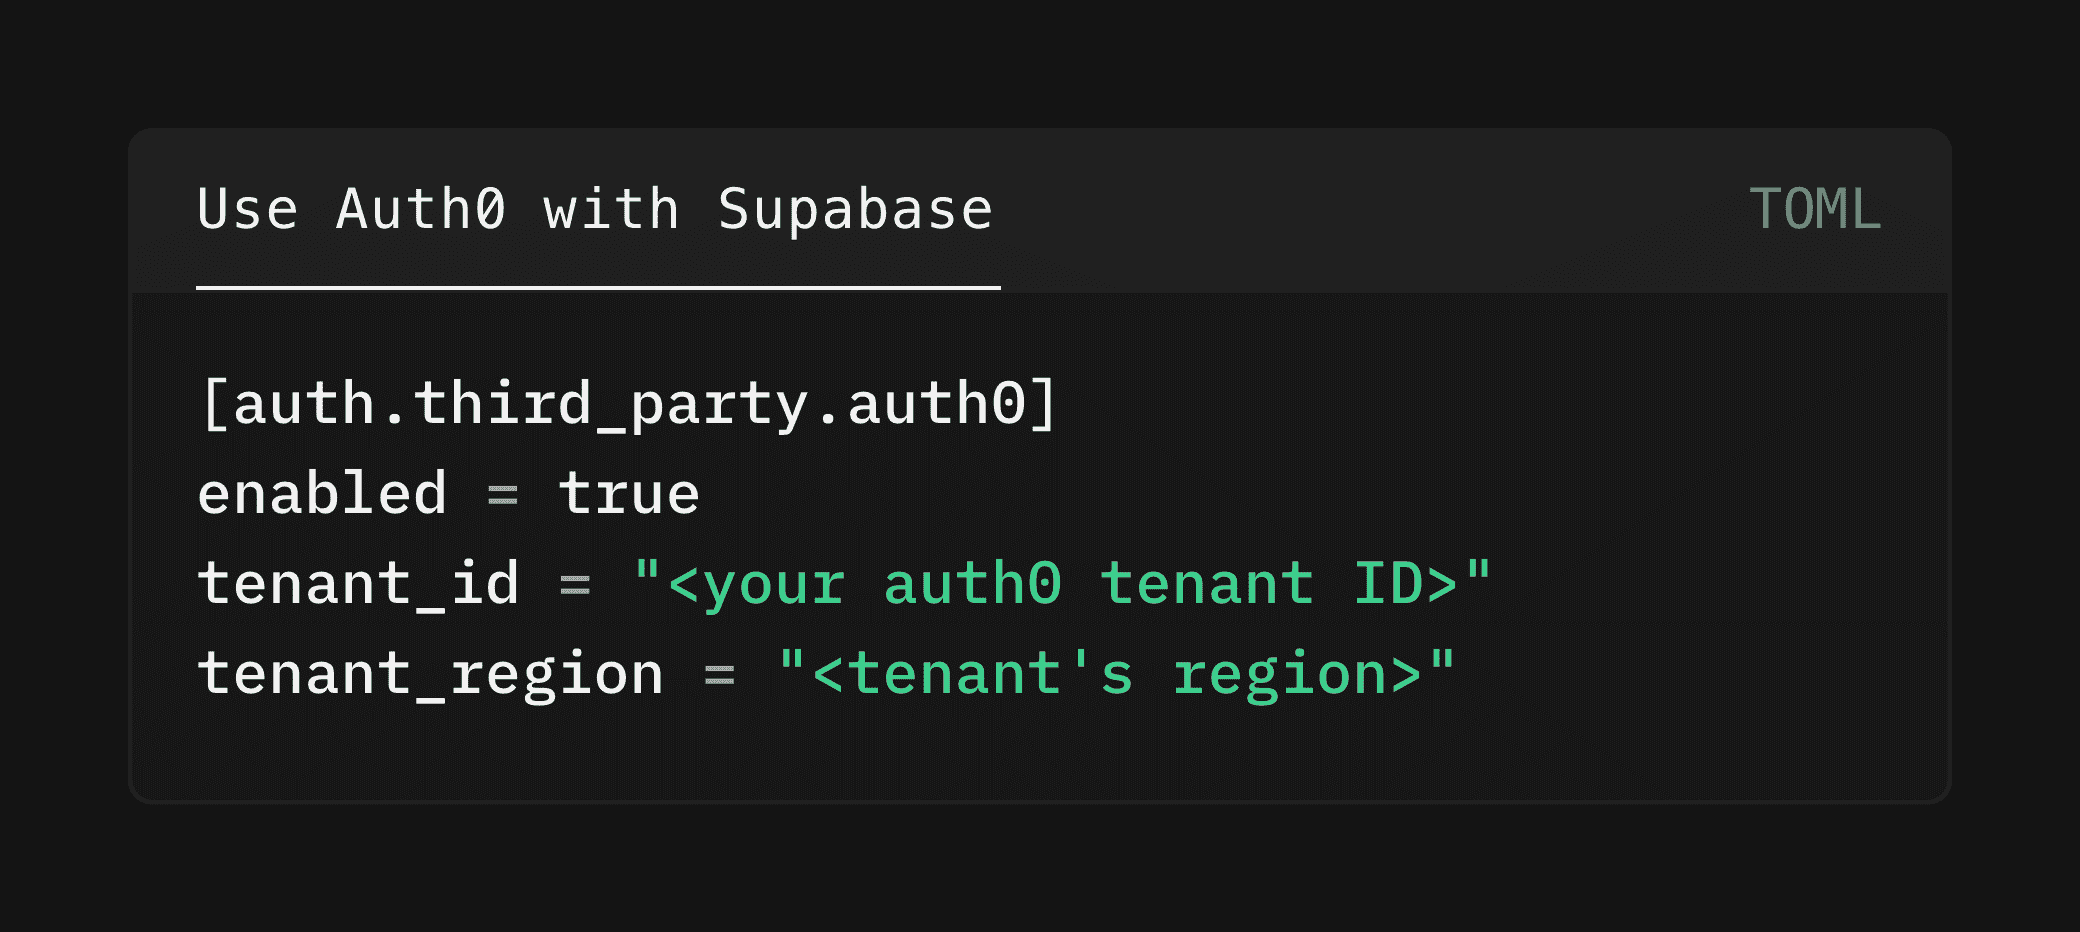 Use Auth0 with Supabase
TOML
[auth.third_party.auth0]
enabled = true
tenant_id = "<your auth0 tenant ID>"
tenant_region = "<tenant's region>"